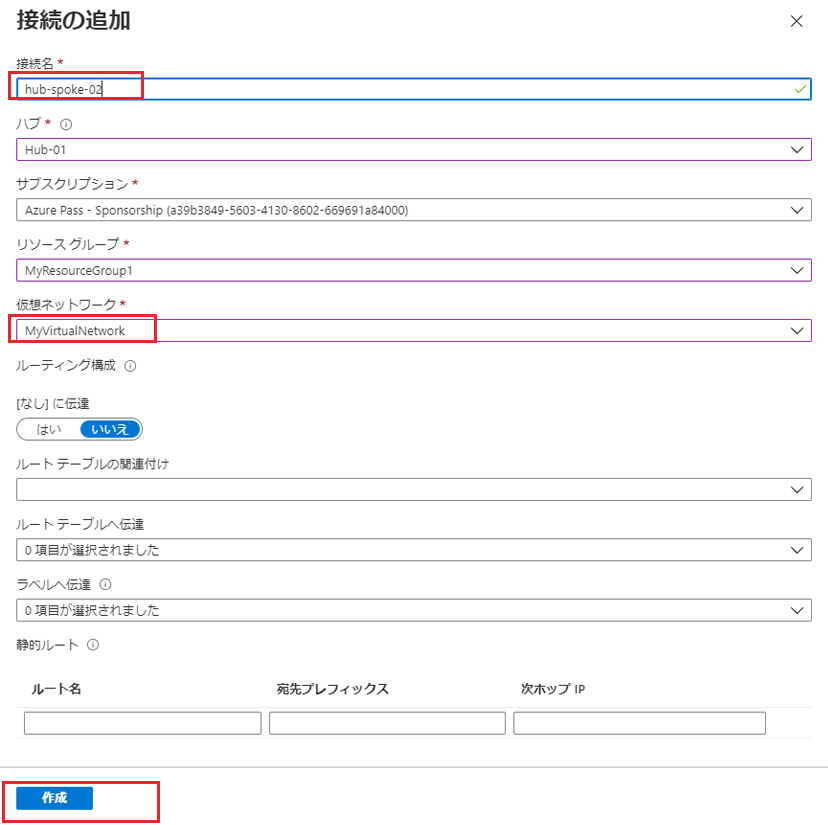 接続の追加
接続名 *
hub-spoke-02
ハブ *
Hub-01
サブスクリプション *
Azure Pass - Sponsorship (a39b3849-5603-4130-8602-669691a84000)
リソース グループ *
MyResourceGroup1
仮想ネットワーク *
MyVirtualNetwork
ルーティング構成
[なし] に伝達
はい いいえ
ルート テーブルの関連付け
ルート テーブルへ伝達
0 項目が選択されました
ラベルへ伝達
0 項目が選択されました
静的ルート
ルート名 宛先プレフィックス 次ホップ IP
作成